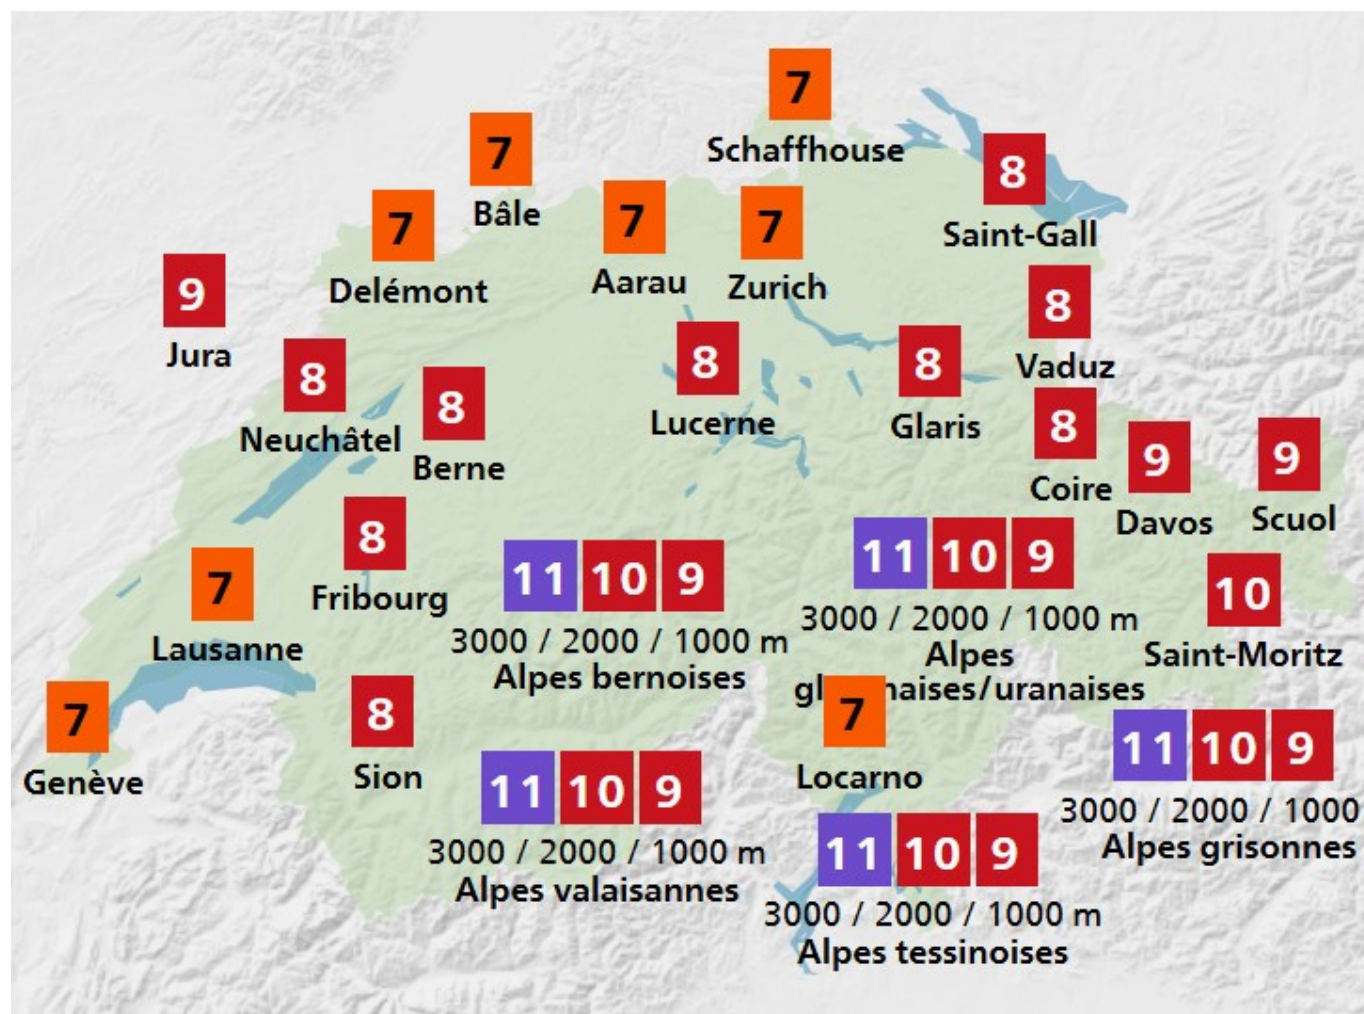 7
Schaffhouse
7
Bâle
8
Saint-Gall
7
Delémont
7
Aarau
7
Zurich
9
Jura
8
Vaduz
8
Neuchâtel
8
Berne
8
Lucerne
8
Glaris
8
Coire
9
Davos
9
Scuol
8
Fribourg
7
Lausanne
11 10 9
3000 / 2000 / 1000 m
Alpes bernoises
11 10 9
3000 / 2000 / 1000 m
Alpes
/uranaises
10
Saint-Moritz
7
Genève
8
Sion
7
Locarno
11 10 9
3000 / 2000 / 1000
Alpes grisonnes
11 10 9
3000 / 2000 / 1000 m
Alpes valaisannes
11 10 9
3000 / 2000 / 1000 m
Alpes tessinoises